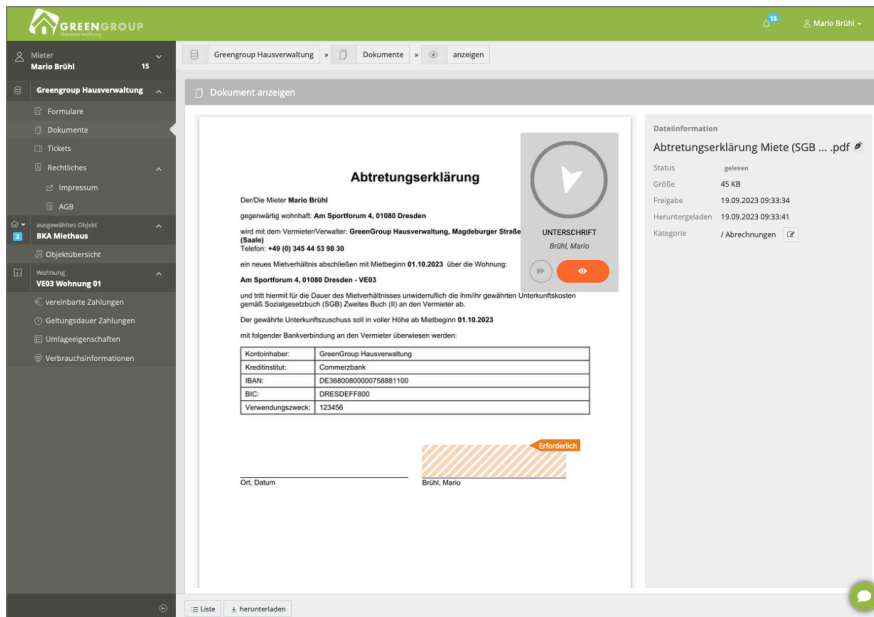 GREENGROUP
Hausverwaltung
15
Mario Brühl
Mieter
Mario Brühl 15
Greengroup Hausverwaltung
Formulare
Dokumente
Tickets
Rechtliches
Impressum
AGB
ausgewähltes Objekt
2 BKA Miethaus
Objektübersicht
Wohnung
VE03 Wohnung 01
vereinbarte Zahlungen
Geltungsdauer Zahlungen
Umlageeigenschaften
Verbrauchsinformationen
Greengroup Hausverwaltung » Dokumente » anzeigen
Dokument anzeigen
Abtretungserklärung
Der/Die Mieter Mario Brühl
gegenwärtig wohnhaft: Am Sportforum 4, 01080 Dresden
wird mit dem Vermieter/Verwalter: GreenGroup Hausverwaltung, Magdeburger Straße
(Saale)
Telefon: +49 (0) 345 44 53 98 30
ein neues Mietverhältnis abschließen mit Mietbeginn 01.10.2023 über die Wohnung:
Am Sportforum 4, 01080 Dresden - VE03
und tritt hiermit für die Dauer des Mietverhältnisses unwiderruflich die ihm/ihr gewährten Unterkunftskosten
gemäß Sozialgesetzbuch (SGB) Zweites Buch (II) an den Vermieter ab.
Der gewährte Unterkunftszuschuss soll in voller Höhe ab Mietbeginn 01.10.2023
mit folgender Bankverbindung an den Vermieter überwiesen werden:
Kontoinhaber: GreenGroup Hausverwaltung
Kreditinstitut: Commerzbank
IBAN: DE36800800000758881100
BIC: DRESDEFF800
Verwendungszweck: 123456
Erforderlich
Ort, Datum
Brühl, Mario
UNTERSCHRIFT
Brühl, Mario
Dateiinformation
Abtretungserklärung Miete (SGB ... .pdf
Status gelesen
Größe 45 KB
Freigabe 19.09.2023 09:33:34
Heruntergeladen 19.09.2023 09:33:41
Kategorie / Abrechnungen
Liste
herunterladen